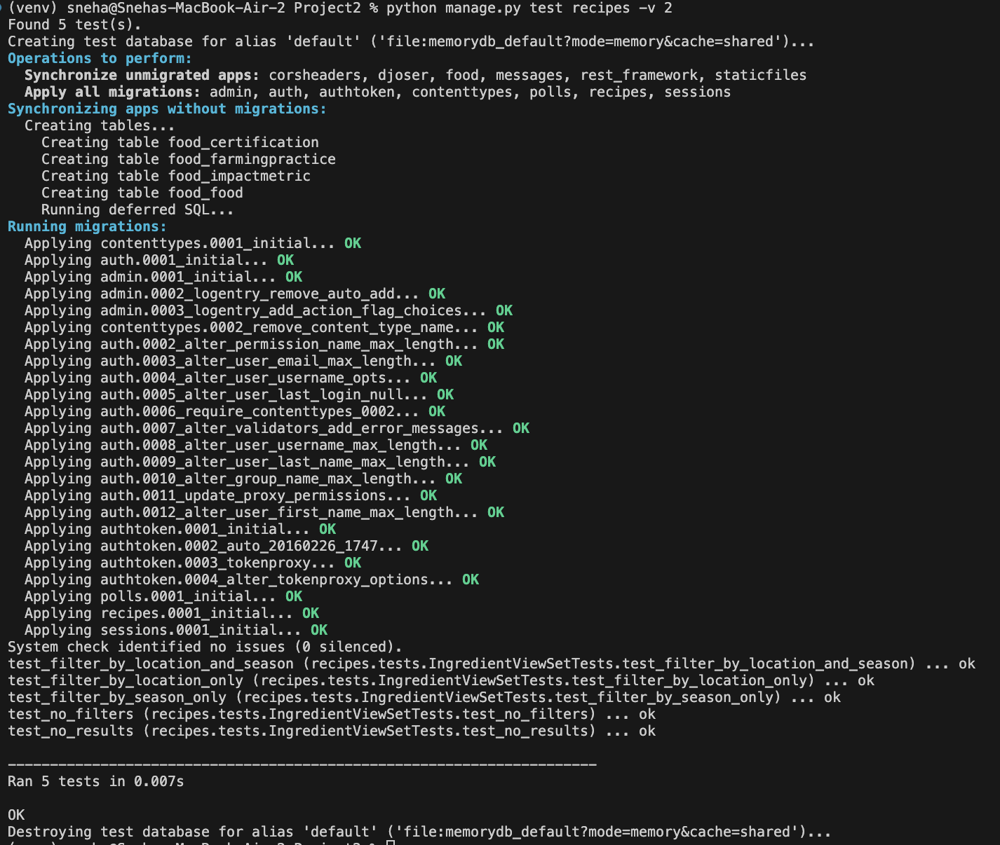 (venv) sneha@Snehas-MacBook-Air-2 Project2 % python manage.py test recipes -v 2
Found 5 test(s).
Creating test database for alias 'default' ('file:memorydb_default?mode=memory&cache=shared')...
Operations to perform:
  Synchronize unmigrated apps: corsheaders, djoser, food, messages, rest_framework, staticfiles
  Apply all migrations: admin, auth, authtoken, contenttypes, polls, recipes, sessions
Synchronizing apps without migrations:
  Creating tables...
    Creating table food_certification
    Creating table food_farmingpractice
    Creating table food_impactmetric
    Creating table food_food
    Running deferred SQL...
Running migrations:
  Applying contenttypes.0001_initial... OK
  Applying auth.0001_initial... OK
  Applying admin.0001_initial... OK
  Applying admin.0002_logentry_remove_auto_add... OK
  Applying admin.0003_logentry_add_action_flag_choices... OK
  Applying contenttypes.0002_remove_content_type_name... OK
  Applying auth.0002_alter_permission_name_max_length... OK
  Applying auth.0003_alter_user_email_max_length... OK
  Applying auth.0004_alter_user_username_opts... OK
  Applying auth.0005_alter_user_last_login_null... OK
  Applying auth.0006_require_contenttypes_0002... OK
  Applying auth.0007_alter_validators_add_error_messages... OK
  Applying auth.0008_alter_user_username_max_length... OK
  Applying auth.0009_alter_user_last_name_max_length... OK
  Applying auth.0010_alter_group_name_max_length... OK
  Applying auth.0011_update_proxy_permissions... OK
  Applying auth.0012_alter_user_first_name_max_length... OK
  Applying authtoken.0001_initial... OK
  Applying authtoken.0002_auto_20160226_1747... OK
  Applying authtoken.0003_tokenproxy... OK
  Applying authtoken.0004_alter_tokenproxy_options... OK
  Applying polls.0001_initial... OK
  Applying recipes.0001_initial... OK
  Applying sessions.0001_initial... OK
System check identified no issues (0 silenced).
test_filter_by_location_and_season (recipes.tests.IngredientViewSetTests.test_filter_by_location_and_season) ... ok
test_filter_by_location_only (recipes.tests.IngredientViewSetTests.test_filter_by_location_only) ... ok
test_filter_by_season_only (recipes.tests.IngredientViewSetTests.test_filter_by_season_only) ... ok
test_no_filters (recipes.tests.IngredientViewSetTests.test_no_filters) ... ok
test_no_results (recipes.tests.IngredientViewSetTests.test_no_results) ... ok
----------------------------------------------------------------------
Ran 5 tests in 0.007s
OK
Destroying test database for alias 'default' ('file:memorydb_default?mode=memory&cache=shared')...